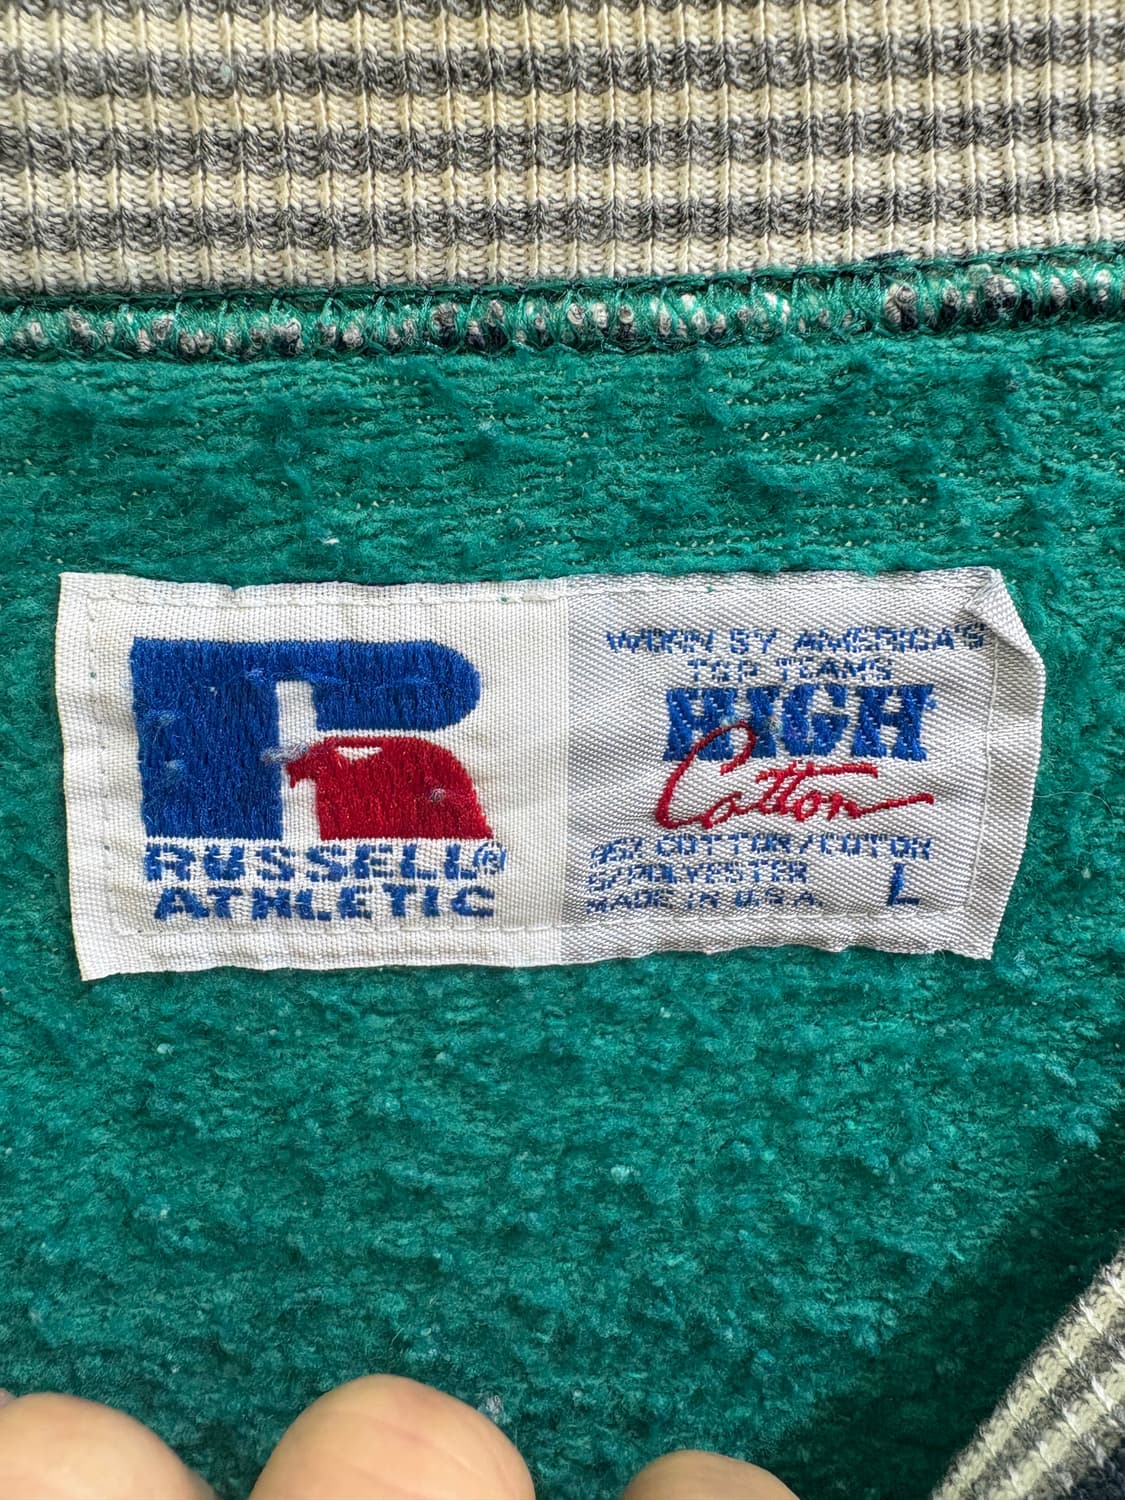 RUSSELL®
ATHLETIC
WORN BY AMERICA'S
TOP TEAMS
HIGH
Cotton
95% COTTON/COTON
5% POLYESTER
MADE IN U.S.A.
L